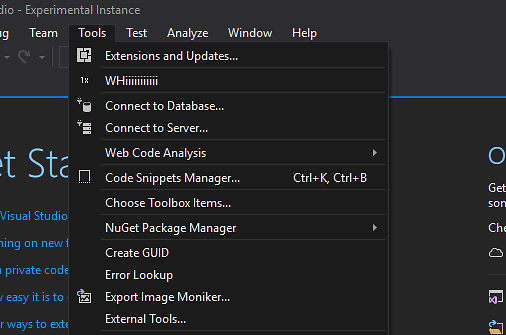 dio - Experimental Instance
ug Team Tools Test Analyze Window Help
Extensions and Updates...
1x WHiiiiiiiiiii
Connect to Database...
Connect to Server...
Web Code Analysis
Code Snippets Manager... Ctrl+K, Ctrl+B
Choose Toolbox Items...
NuGet Package Manager
Create GUID
Error Lookup
Export Image Moniker...
External Tools...
et Sta
Visual Studio
ning on new f
a private code
v easy it is to
r ways to exte
O
Get
son
Che